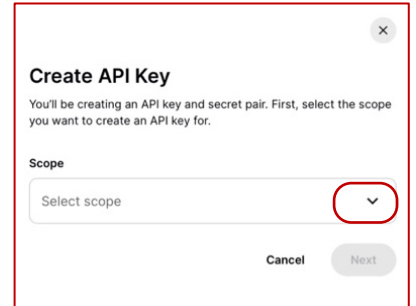 Create API Key
You'll be creating an API key and secret pair. First, select the scope
you want to create an API key for.
Scope
Select scope
Cancel Next